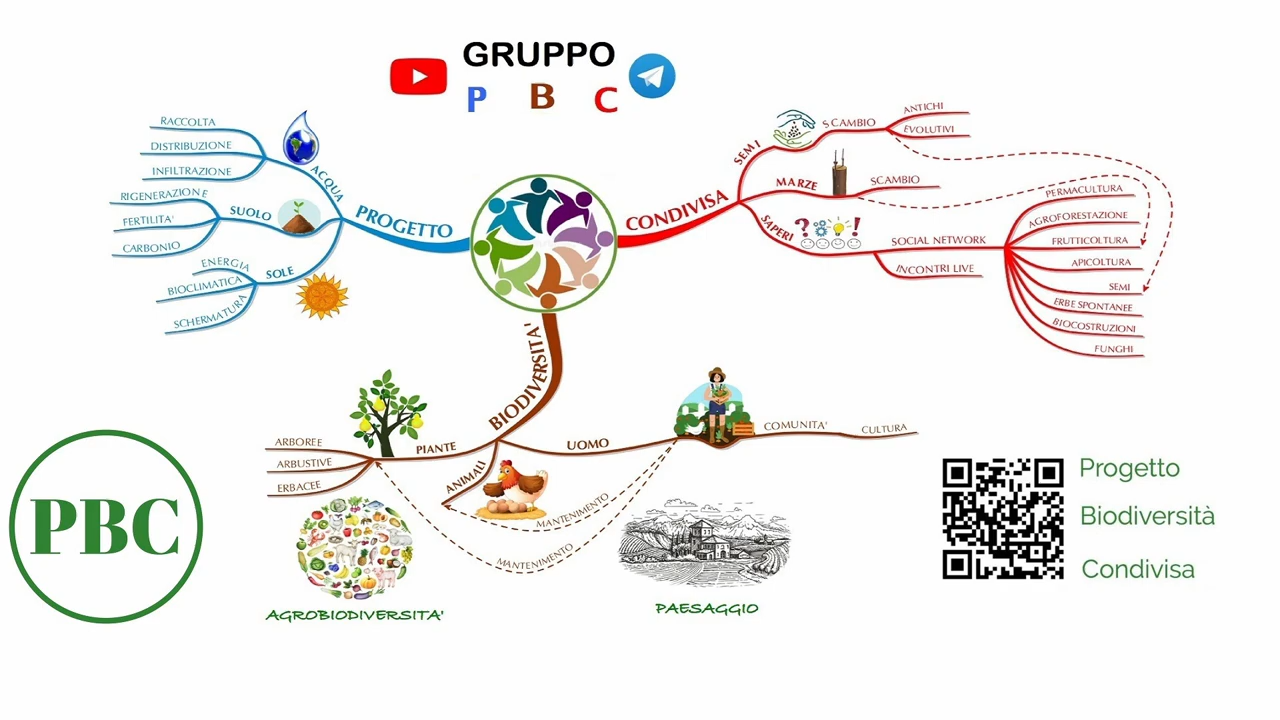 GRUPPO
P B C
PROGETTO
ACQUA
RACCOLTA
DISTRIBUZIONE
INFILTRAZIONE
SUOLO
RIGENERAZIONE
FERTILITA'
CARBONIO
SOLE
ENERGIA
BIOCLIMATICA
SCHERMATURA
CONDIVISA
SEMI
SCAMBIO
ANTICHI
EVOLUTIVI
MARZE
SCAMBIO
SAPERI
SOCIAL NETWORK
INCONTRI LIVE
PERMACULTURA
AGROFORESTAZIONE
FRUTTICOLTURA
APICOLTURA
SEMI
ERBE SPONTANEE
BIOCOSTRUZIONI
FUNGHI
BIODIVERSITA'
PIANTE
ARBOREE
ARBUSTIVE
ERBACEE
ANIMALI
UOMO
COMUNITA'
CULTURA
MANTENIMENTO
MANTENIMENTO
AGROBIODIVERSITA'
PAESAGGIO
PBC
Progetto
Biodiversità
Condivisa